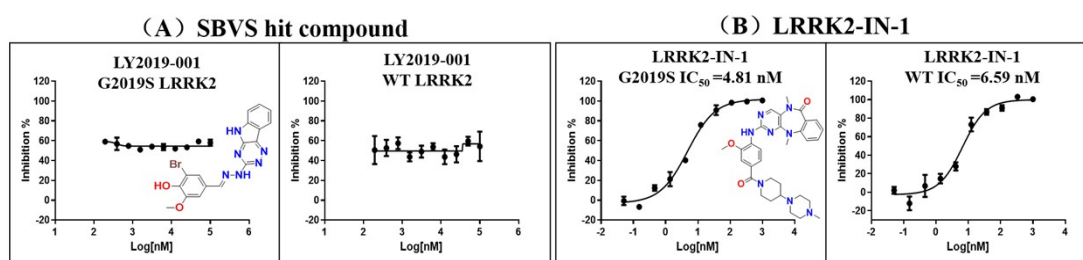 (A) SBVS hit compound
(B) LRRK2-IN-1
LY2019-001
G2019S LRRK2
Inhibition %
120
100
80
60
40
20
0
-20
1
2
3
4
5
6
Log[nM]
HN
N
N
N
N
NH
Br
HO
O
LY2019-001
WT LRRK2
Inhibition %
120
100
80
60
40
20
0
-20
1
2
3
4
5
6
Log[nM]
LRRK2-IN-1
G2019S IC50 =4.81 nM
Inhibition %
120
100
80
60
40
20
0
-20
-2
-1
0
1
2
3
4
Log[nM]
N
O
N
NH
N
N
O
O
N
N
N
LRRK2-IN-1
WT IC50 =6.59 nM
Inhibition %
120
100
80
60
40
20
0
-20
-2
-1
0
1
2
3
4
Log[nM]